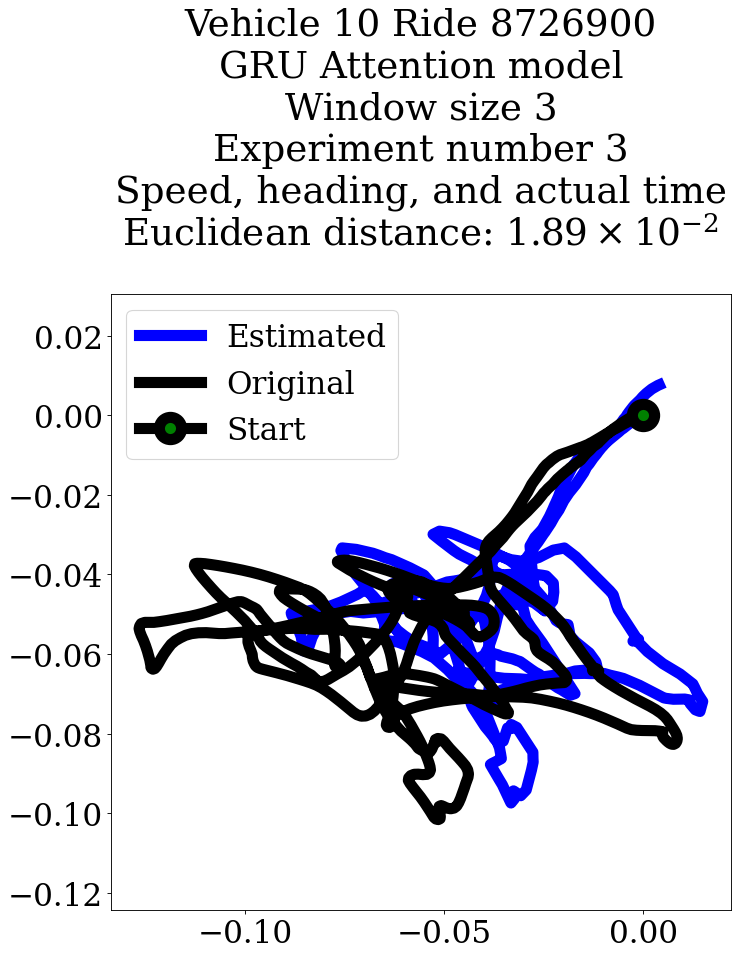 Vehicle 10 Ride 8726900
GRU Attention model
Window size 3
Experiment number 3
Speed, heading, and actual time
Euclidean distance: 1.89 × 10⁻²
Estimated
Original
Start
0.02
0.00
−0.02
−0.04
−0.06
−0.08
−0.10
−0.12
−0.10 −0.05 0.00